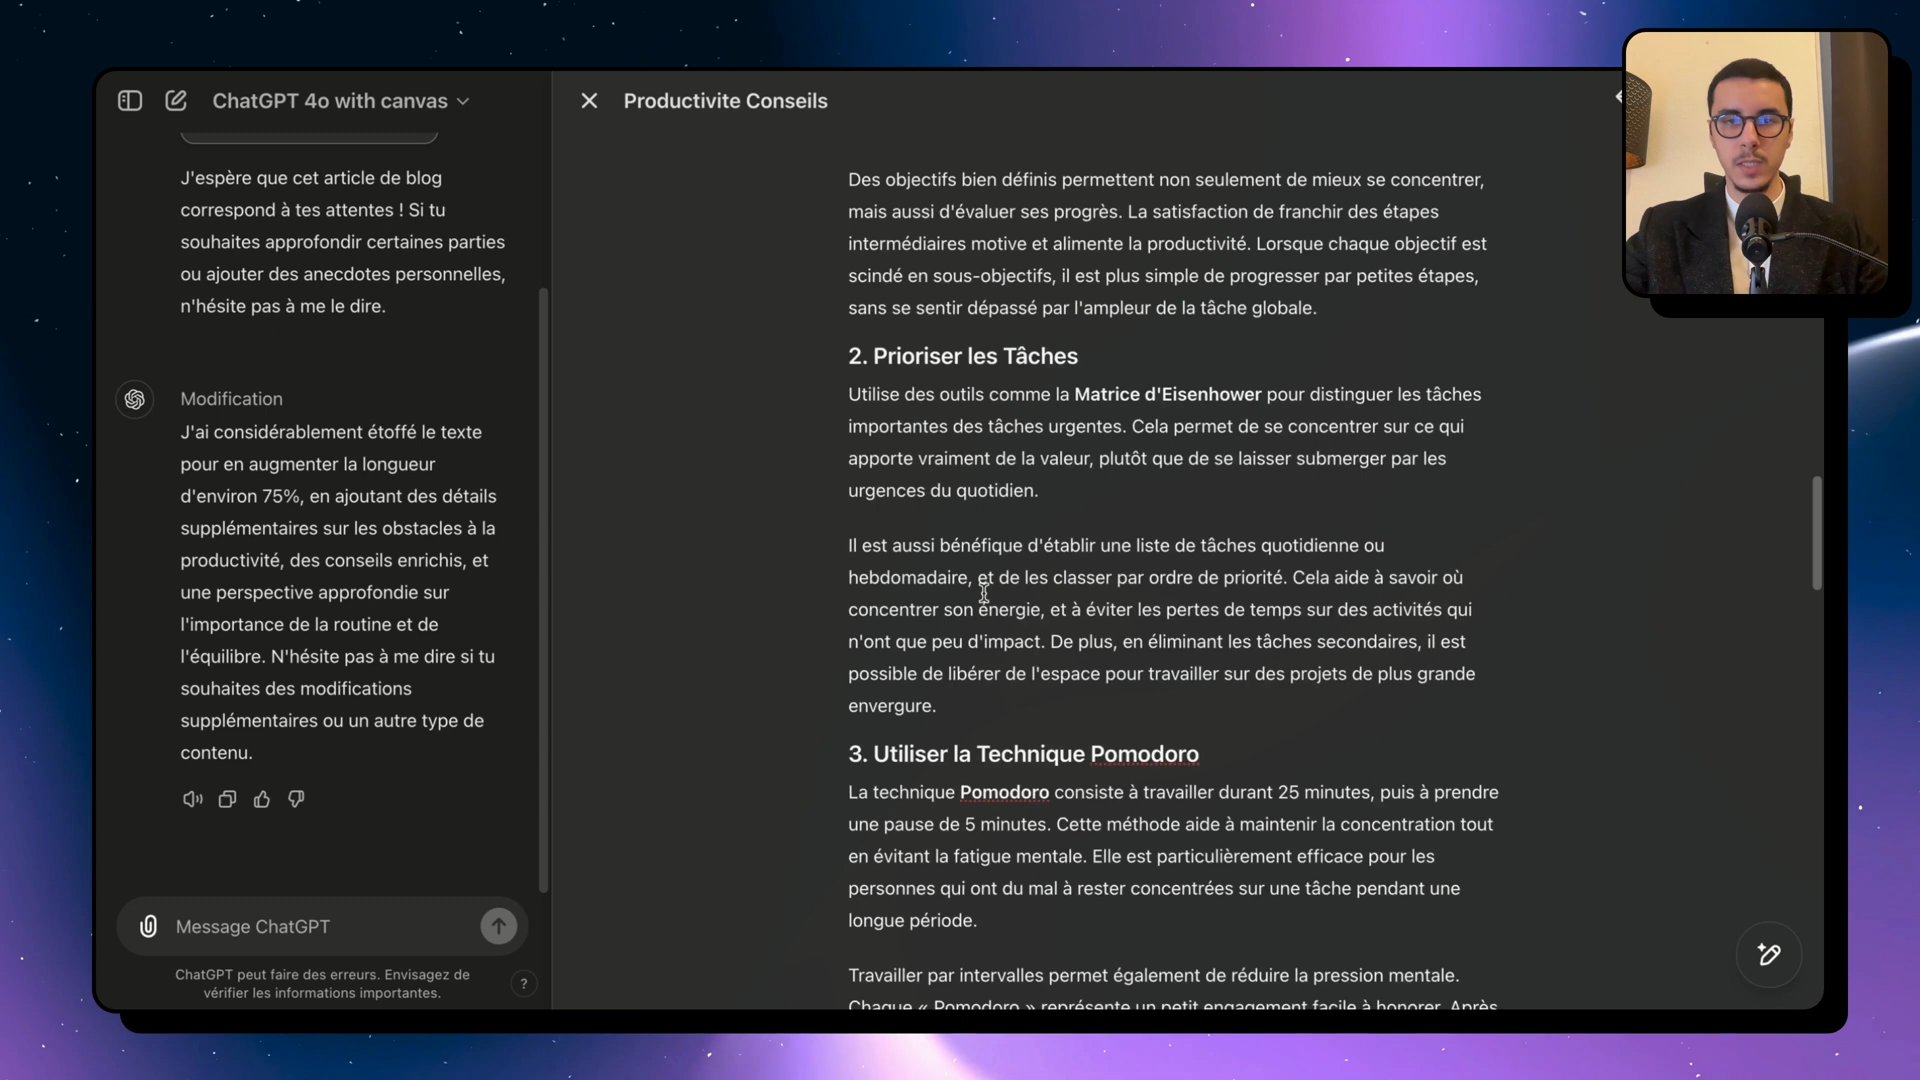 ChatGPT 4o with canvas
J'espère que cet article de blog
correspond à tes attentes ! Si tu
souhaites approfondir certaines parties
ou ajouter des anecdotes personnelles,
n'hésite pas à me le dire.
Modification
J'ai considérablement étoffé le texte
pour en augmenter la longueur
d'environ 75%, en ajoutant des détails
supplémentaires sur les obstacles à la
productivité, des conseils enrichis, et
une perspective approfondie sur
l'importance de la routine et de
l'équilibre. N'hésite pas à me dire si tu
souhaites des modifications
supplémentaires ou un autre type de
contenu.
Message ChatGPT
ChatGPT peut faire des erreurs. Envisagez de
vérifier les informations importantes.
?
Productivite Conseils
Des objectifs bien définis permettent non seulement de mieux se concentrer,
mais aussi d'évaluer ses progrès. La satisfaction de franchir des étapes
intermédiaires motive et alimente la productivité. Lorsque chaque objectif est
scindé en sous-objectifs, il est plus simple de progresser par petites étapes,
sans se sentir dépassé par l'ampleur de la tâche globale.
2. Prioriser les Tâches
Utilise des outils comme la Matrice d'Eisenhower pour distinguer les tâches
importantes des tâches urgentes. Cela permet de se concentrer sur ce qui
apporte vraiment de la valeur, plutôt que de se laisser submerger par les
urgences du quotidien.
Il est aussi bénéfique d'établir une liste de tâches quotidienne ou
hebdomadaire, et de les classer par ordre de priorité. Cela aide à savoir où
concentrer son énergie, et à éviter les pertes de temps sur des activités qui
n'ont que peu d'impact. De plus, en éliminant les tâches secondaires, il est
possible de libérer de l'espace pour travailler sur des projets de plus grande
envergure.
3. Utiliser la Technique Pomodoro
La technique Pomodoro consiste à travailler durant 25 minutes, puis à prendre
une pause de 5 minutes. Cette méthode aide à maintenir la concentration tout
en évitant la fatigue mentale. Elle est particulièrement efficace pour les
personnes qui ont du mal à rester concentrées sur une tâche pendant une
longue période.
Travailler par intervalles permet également de réduire la pression mentale.
Chaque « Pomodoro » représente un petit engagement facile à honorer. Après